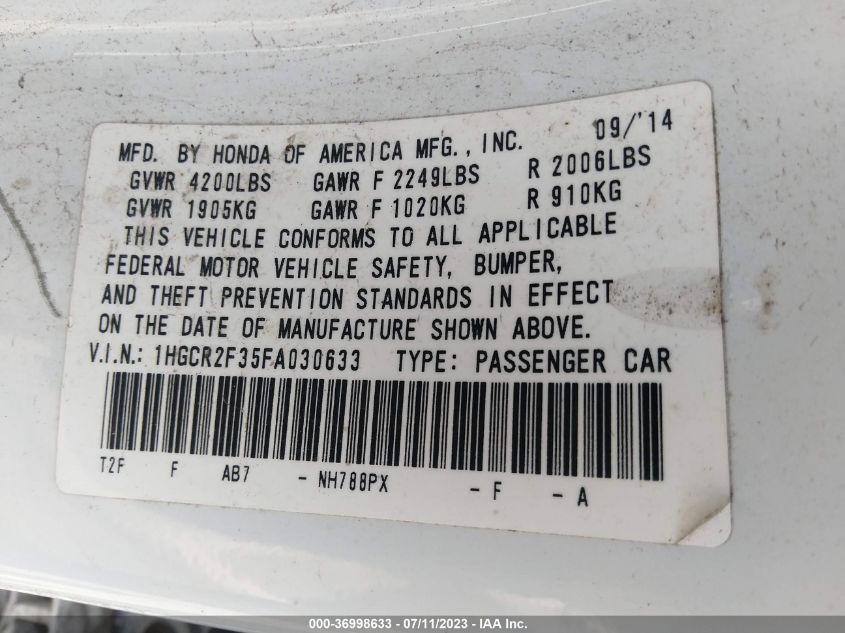 MFD. BY HONDA OF AMERICA MFG., INC. 09/'14
GVWR 4200LBS GAWR F 2249LBS R 2006LBS
GVWR 1905KG GAWR F 1020KG R 910KG
THIS VEHICLE CONFORMS TO ALL APPLICABLE
FEDERAL MOTOR VEHICLE SAFETY, BUMPER,
AND THEFT PREVENTION STANDARDS IN EFFECT
ON THE DATE OF MANUFACTURE SHOWN ABOVE.
V.I.N.: 1HGCR2F35FA030633 TYPE: PASSENGER CAR
T2F F AB7 - NH788PX - F - A
000-36998633 - 07/11/2023 - IAA Inc.